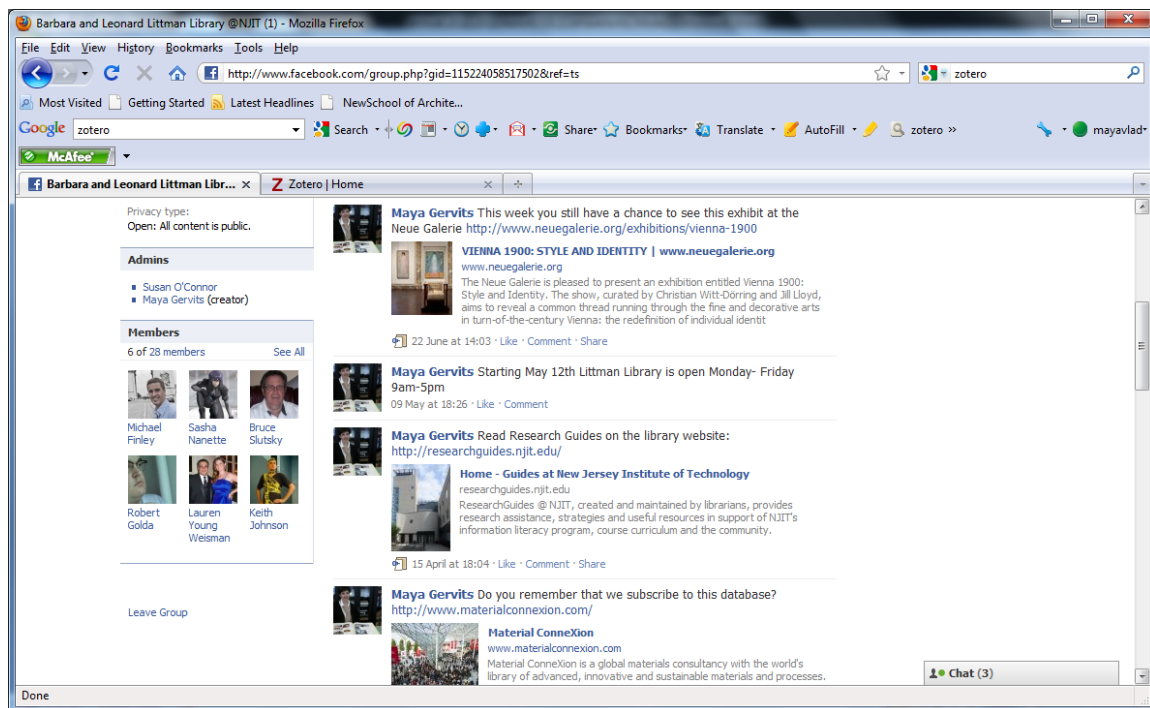 Barbara and Leonard Littman Library @NJIT (1) - Mozilla Firefox
File Edit View History Bookmarks Tools Help
http://www.facebook.com/group.php?gid=115224058517502&ref=ts
zotero
Most Visited Getting Started Latest Headlines NewSchool of Archite...
Google zotero Search Share Bookmarks Translate AutoFill zotero » mayavlad
McAfee
Barbara and Leonard Littman Libr... Zotero | Home
Privacy type:
Open: All content is public.
Admins
Susan O'Connor
Maya Gervits (creator)
Members
6 of 28 members See All
Michael Finley
Sasha Nanette
Bruce Slutsky
Robert Golda
Lauren Young Weisman
Keith Johnson
Leave Group
Maya Gervits This week you still have a chance to see this exhibit at the
Neue Galerie http://www.neuegalerie.org/exhibitions/vienna-1900
VIENNA 1900: STYLE AND IDENTITY | www.neuegalerie.org
www.neuegalerie.org
The Neue Galerie is pleased to present an exhibition entitled Vienna 1900:
Style and Identity. The show, curated by Christian Witt-Dörring and Jill Lloyd,
aims to reveal a common thread running through the fine and decorative arts
in turn-of-the-century Vienna: the redefinition of individual identit
22 June at 14:03 · Like · Comment · Share
Maya Gervits Starting May 12th Littman Library is open Monday- Friday
9am-5pm
09 May at 18:26 · Like · Comment
Maya Gervits Read Research Guides on the library website:
http://researchguides.njit.edu/
Home - Guides at New Jersey Institute of Technology
researchguides.njit.edu
ResearchGuides @ NJIT, created and maintained by librarians, provides
research assistance, strategies and useful resources in support of NJIT's
information literacy program, course curriculum and the community.
15 April at 18:04 · Like · Comment · Share
Maya Gervits Do you remember that we subscribe to this database?
http://www.materialconnexion.com/
Material ConneXion
www.materialconnexion.com
Material ConneXion is a global materials consultancy with the world's
library of advanced, innovative and sustainable materials and processes.
Chat (3)
Done